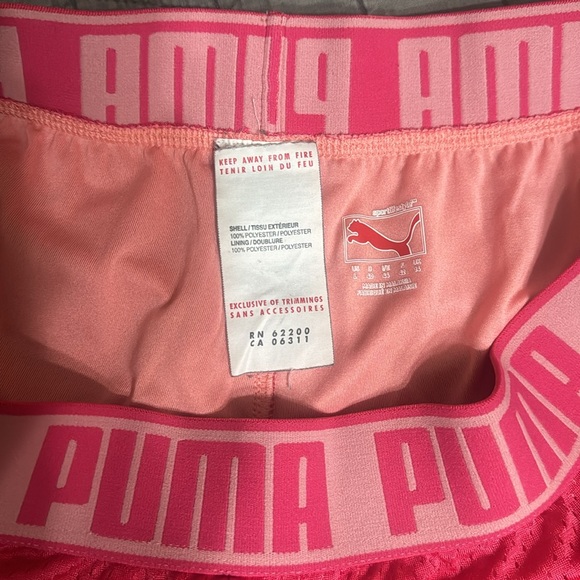 PUMA
PUMA
KEEP AWAY FROM FIRE
TENIR LOIN DU FEU
SHELL / TISSU EXTÉRIEUR
100% POLYESTER / POLYESTER
LINING / DOUBLURE
100% POLYESTER / POLYESTER
EXCLUSIVE OF TRIMMINGS
SANS ACCESSOIRES
RN 62200
CA 06311
sportlifestyle
PUMA
PUMA